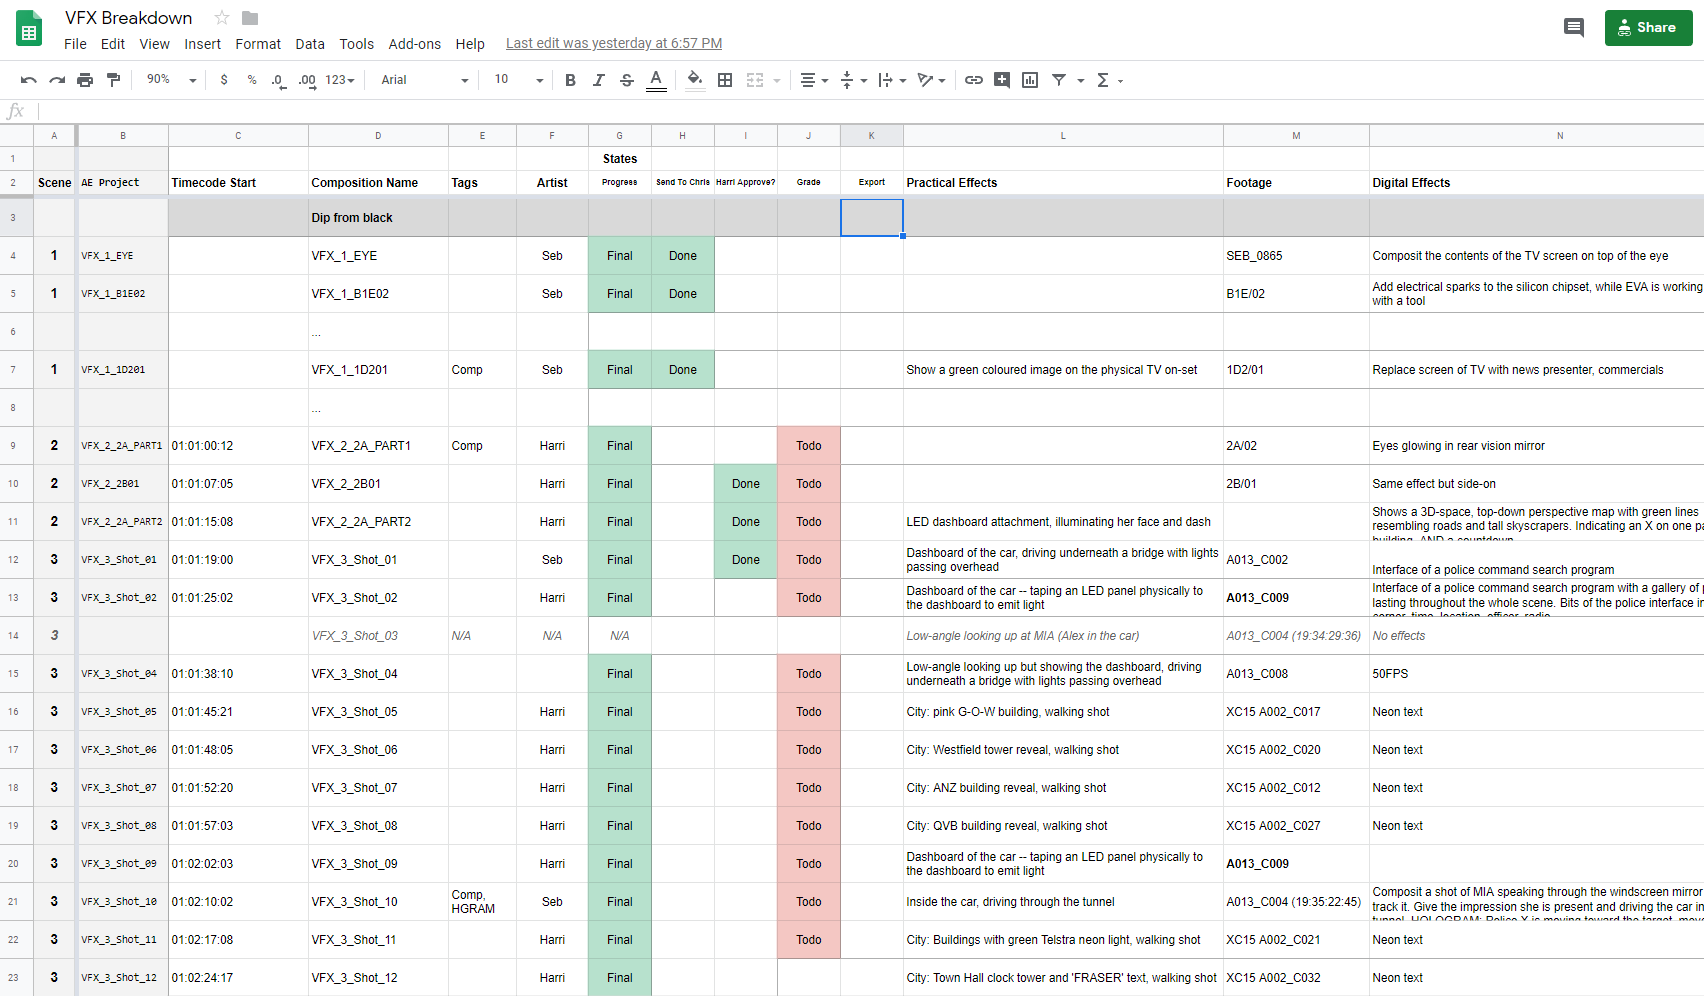 VFX Breakdown
File Edit View Insert Format Data Tools Add-ons Help Last edit was yesterday at 6:57 PM
Share
90% $ % .0 .00 123 Arial 10 B I S A
fx
A B C D E F G H I J K L M N
1 States
2 Scene AE Project Timecode Start Composition Name Tags Artist Progress Send To Chris Harri Approve? Grade Export Practical Effects Footage Digital Effects
3 Dip from black
4 1 VFX_1_EYE VFX_1_EYE Seb Final Done SEB_0865 Composit the contents of the TV screen on top of the eye
5 1 VFX_1_B1E02 VFX_1_B1E02 Seb Final Done B1E/02 Add electrical sparks to the silicon chipset, while EVA is working
with a tool
6 ...
7 1 VFX_1_1D201 VFX_1_1D201 Comp Seb Final Done Show a green coloured image on the physical TV on-set 1D2/01 Replace screen of TV with news presenter, commercials
8 ...
9 2 VFX_2_2A_PART1 01:01:00:12 VFX_2_2A_PART1 Comp Harri Final Todo 2A/02 Eyes glowing in rear vision mirror
10 2 VFX_2_2B01 01:01:07:05 VFX_2_2B01 Harri Final Done Todo 2B/01 Same effect but side-on
11 2 VFX_2_2A_PART2 01:01:15:08 VFX_2_2A_PART2 Harri Final Done Todo LED dashboard attachment, illuminating her face and dash Shows a 3D-space, top-down perspective map with green lines
resembling roads and tall skyscrapers. Indicating an X on one
building, AND a countdown
12 3 VFX_3_Shot_01 01:01:19:00 VFX_3_Shot_01 Seb Final Done Todo Dashboard of the car, driving underneath a bridge with lights
passing overhead A013_C002 Interface of a police command search program
13 3 VFX_3_Shot_02 01:01:25:02 VFX_3_Shot_02 Harri Final Todo Dashboard of the car -- taping an LED panel physically to
the dashboard to emit light A013_C009 Interface of a police command search program with a gallery of
lasting throughout the whole scene. Bits of the police interface in
corner, time, location, officer, radio
14 3 VFX_3_Shot_03 N/A N/A N/A Low-angle looking up at MIA (Alex in the car) A013_C004 (19:34:29:36) No effects
15 3 VFX_3_Shot_04 01:01:38:10 VFX_3_Shot_04 Final Todo Low-angle looking up but showing the dashboard, driving
underneath a bridge with lights passing overhead A013_C008 50FPS
16 3 VFX_3_Shot_05 01:01:45:21 VFX_3_Shot_05 Harri Final Todo City: pink G-O-W building, walking shot XC15 A002_C017 Neon text
17 3 VFX_3_Shot_06 01:01:48:05 VFX_3_Shot_06 Harri Final Todo City: Westfield tower reveal, walking shot XC15 A002_C020 Neon text
18 3 VFX_3_Shot_07 01:01:52:20 VFX_3_Shot_07 Harri Final Todo City: ANZ building reveal, walking shot XC15 A002_C012 Neon text
19 3 VFX_3_Shot_08 01:01:57:03 VFX_3_Shot_08 Harri Final Todo City: QVB building reveal, walking shot XC15 A002_C027 Neon text
20 3 VFX_3_Shot_09 01:02:02:03 VFX_3_Shot_09 Harri Final Todo Dashboard of the car -- taping an LED panel physically to
the dashboard to emit light A013_C009
21 3 VFX_3_Shot_10 01:02:10:02 VFX_3_Shot_10 Comp,
HGRAM Seb Final Todo Inside the car, driving through the tunnel A013_C004 (19:35:22:45) Composit a shot of MIA speaking through the windscreen mirror
track it. Give the impression she is present and driving the car in
tunnel. HOLOGRAM: Police X is moving toward the target,
22 3 VFX_3_Shot_11 01:02:17:08 VFX_3_Shot_11 Harri Final Todo City: Buildings with green Telstra neon light, walking shot XC15 A002_C021 Neon text
23 3 VFX_3_Shot_12 01:02:24:17 VFX_3_Shot_12 Harri Final City: Town Hall clock tower and 'FRASER' text, walking shot XC15 A002_C032 Neon text